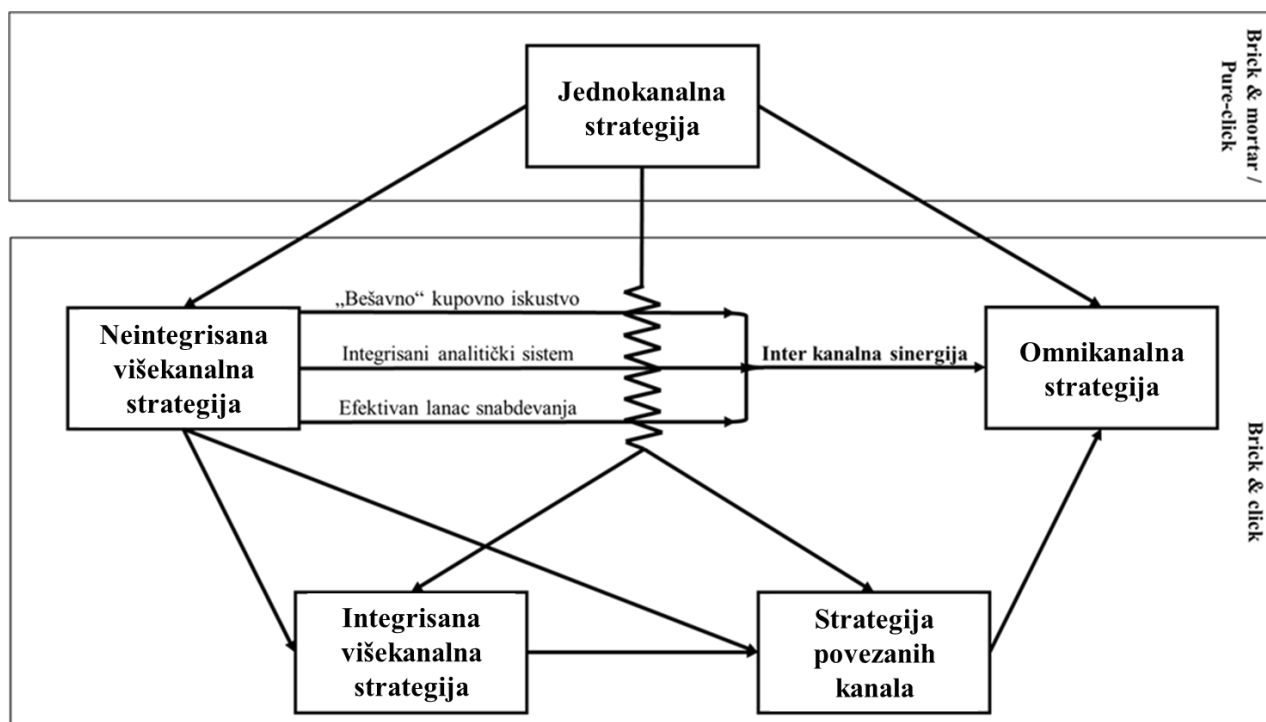 Jednokanalna
strategija
Brick & mortar /
Pure-click
„Bešavno“ kupovno iskustvo
Neintegrisana
višekanalna
strategija
Integrisani analitički sistem
Inter kanalna sinergija
Efektivan lanac snabdevanja
Omnikanalna
strategija
Brick & click
Integrisana
višekanalna
strategija
Strategija
povezanih
kanala